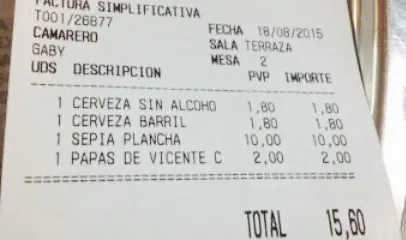 FACTURA SIMPLIFICATIVA
T001/26877 FECHA 18/08/2015
CAMARERO SALA TERRAZA
GABY MESA 2
UDS DESCRIPCION PVP IMPORTE
1 CERVEZA SIN ALCOHO 1,80 1,80
1 CERVEZA BARRIL 1,80 1,80
1 SEPIA PLANCHA 10,00 10,00
1 PAPAS DE VICENTE C 2,00 2,00
TOTAL 15,60